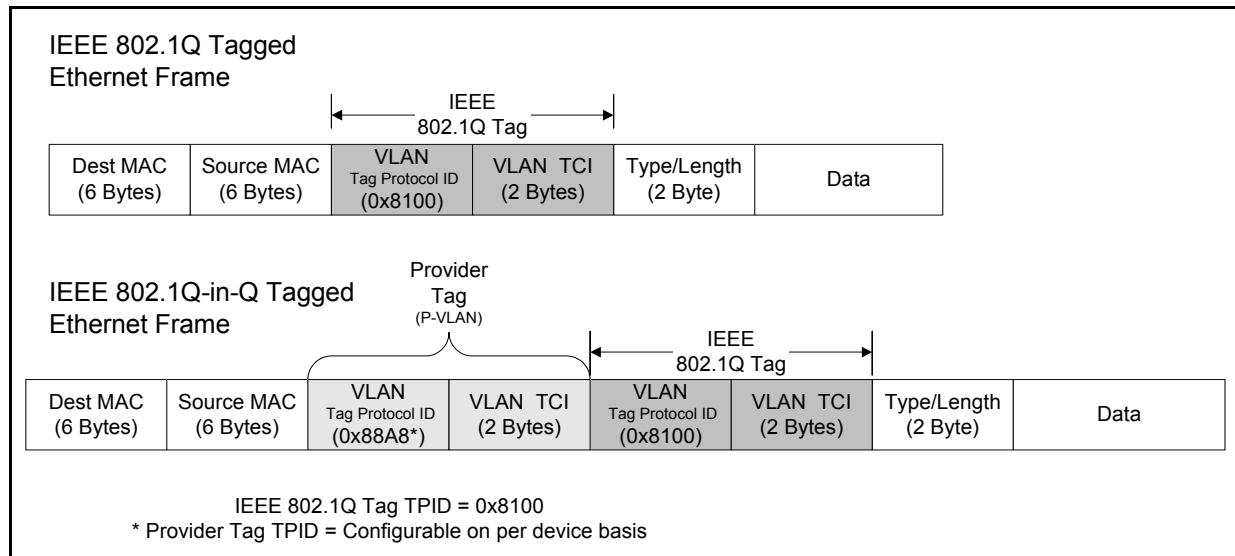 IEEE 802.1Q Tagged
Ethernet Frame
IEEE
802.1Q Tag
Dest MAC
(6 Bytes)
Source MAC
(6 Bytes)
VLAN
Tag Protocol ID
(0x8100)
VLAN TCI
(2 Bytes)
Type/Length
(2 Byte)
Data
IEEE 802.1Q-in-Q Tagged
Ethernet Frame
Provider
Tag
(P-VLAN)
IEEE
802.1Q Tag
Dest MAC
(6 Bytes)
Source MAC
(6 Bytes)
VLAN
Tag Protocol ID
(0x88A8*)
VLAN TCI
(2 Bytes)
VLAN
Tag Protocol ID
(0x8100)
VLAN TCI
(2 Bytes)
Type/Length
(2 Byte)
Data
IEEE 802.1Q Tag TPID = 0x8100
* Provider Tag TPID = Configurable on per device basis